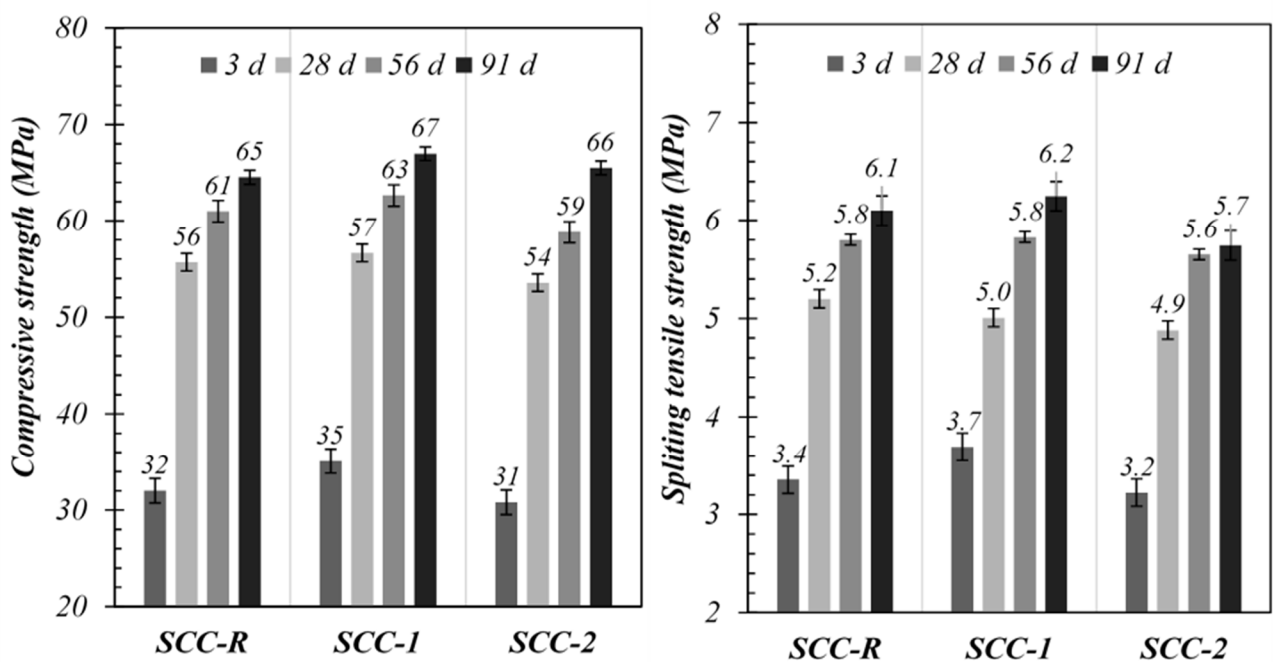 Compressive strength (MPa)
80
70
60
50
40
30
20
3 d 28 d 56 d 91 d
32 56 61 65
35 57 63 67
31 54 59 66
SCC-R SCC-1 SCC-2
Spliting tensile strength (MPa)
8
7
6
5
4
3
2
3 d 28 d 56 d 91 d
3.4 5.2 5.8 6.1
3.7 5.0 5.8 6.2
3.2 4.9 5.6 5.7
SCC-R SCC-1 SCC-2